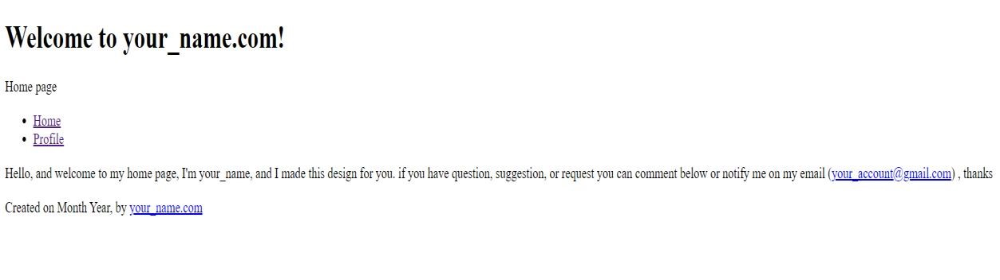 Welcome to your_name.com!
Home page
Home
Profile
Hello, and welcome to my home page, I'm your_name, and I made this design for you. if you have question, suggestion, or request you can comment below or notify me on my email (your_account@gmail.com) , thanks
Created on Month Year, by your_name.com